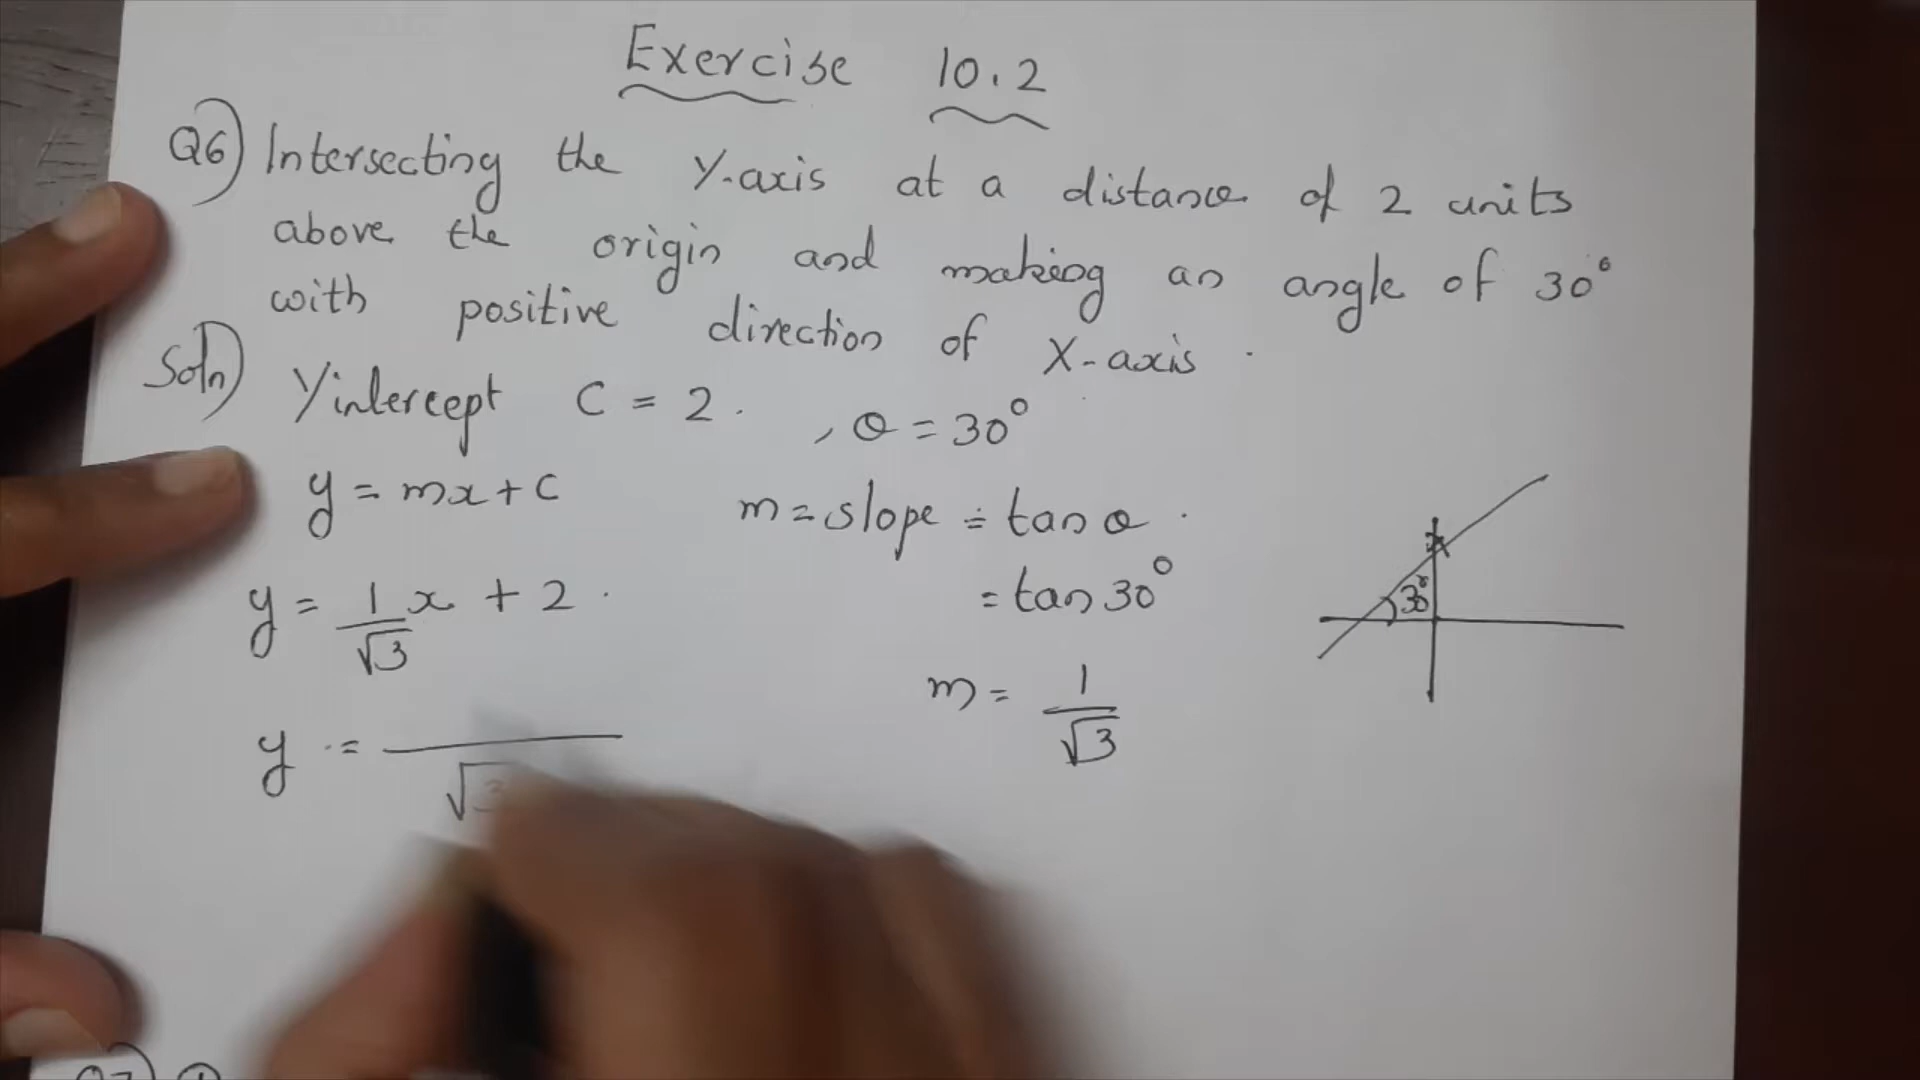 Exercise 10.2
Q6) Intersecting the Y-axis at a distance of 2 units
above the origin and making an angle of 30°
with positive direction of X-axis.
Soln) Y intercept C = 2. , θ = 30°
y = mx + c
m = slope = tan θ.
y = 1/√3 x + 2.
= tan 30°
30°
m = 1/√3
y = ─/√3